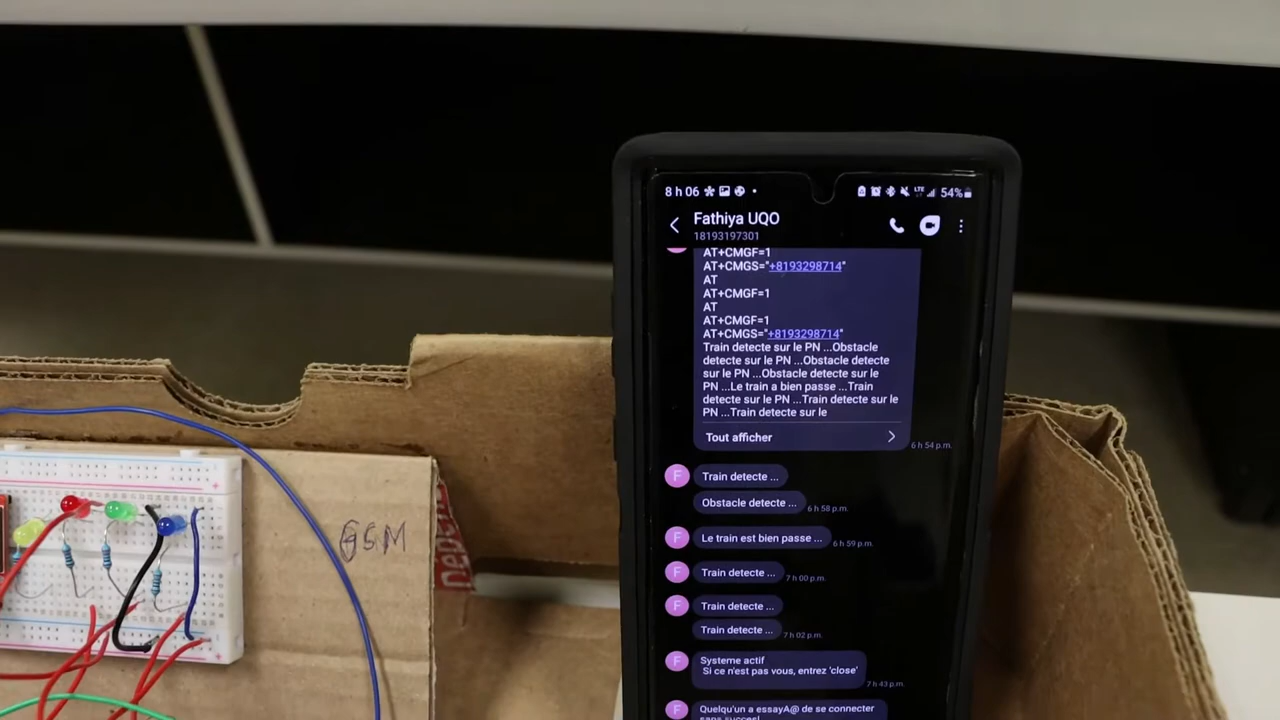 8 h 06
LTE
54%
Fathiya UQO
18193197301
AT+CMGF=1
AT+CMGS="+8193298714"
AT
AT+CMGF=1
AT
AT+CMGF=1
AT+CMGS="+8193298714"
Train detecte sur le PN ...Obstacle
detecte sur le PN ...Obstacle detecte
sur le PN ...Obstacle detecte sur le
PN ...Le train a bien passe ...Train
detecte sur le PN ...Train detecte sur le
PN ...Train detecte sur le
Tout afficher
6 h 54 p.m.
Train detecte ...
Obstacle detecte ...
6 h 58 p.m.
Le train est bien passe ...
6 h 59 p.m.
Train detecte ...
7 h 00 p.m.
Train detecte ...
Train detecte ...
7 h 02 p.m.
Systeme actif
Si ce n'est pas vous, entrez 'close'
7 h 43 p.m.
Quelqu'un a essayA@ de se connecter
sans succes!
F
F
F
F
F
F
GSM